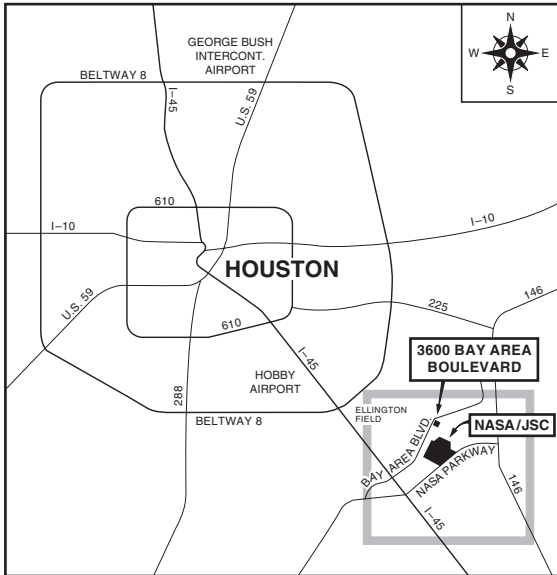 N
W E
S
GEORGE BUSH
INTERCONT.
AIRPORT
BELTWAY 8
I–45
U.S. 59
610
I–10
I–10
HOUSTON
U.S. 59
225
146
610
I–45
3600 BAY AREA
BOULEVARD
HOBBY
AIRPORT
288
ELLINGTON
FIELD
BELTWAY 8
NASA/JSC
BAY AREA BLVD.
NASA PARKWAY
146
I–45